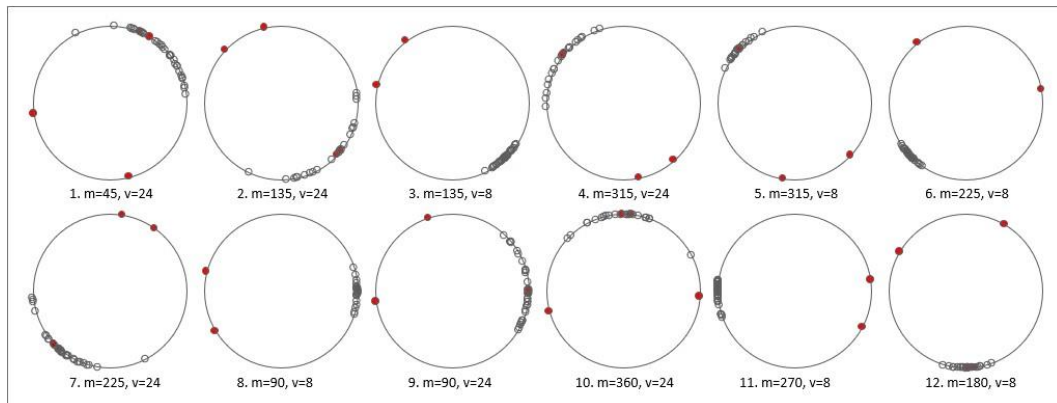 1. m=45, v=24
2. m=135, v=24
3. m=135, v=8
4. m=315, v=24
5. m=315, v=8
6. m=225, v=8
7. m=225, v=24
8. m=90, v=8
9. m=90, v=24
10. m=360, v=24
11. m=270, v=8
12. m=180, v=8